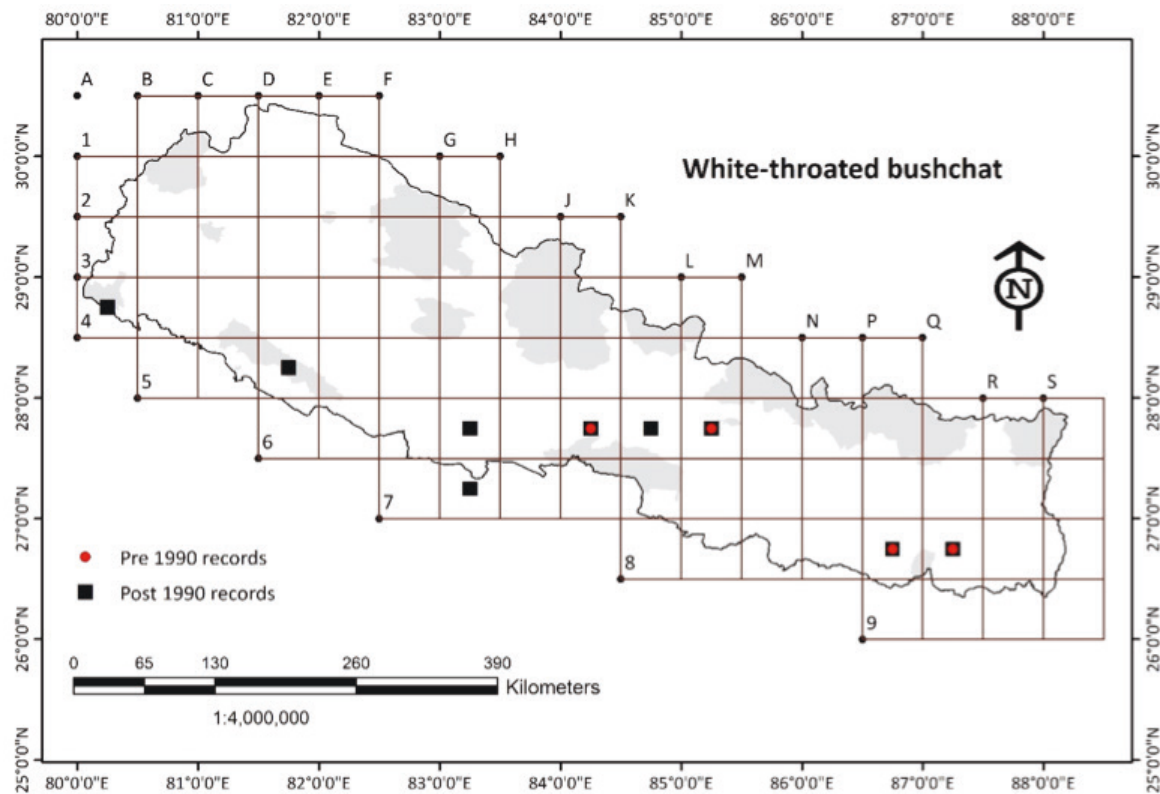 80°0'0"E 81°0'0"E 82°0'0"E 83°0'0"E 84°0'0"E 85°0'0"E 86°0'0"E 87°0'0"E 88°0'0"E
A B C D E F
1 G H
30°0'0"N 30°0'0"N
White-throated bushchat
2 J K
3 L M
29°0'0"N 29°0'0"N
N
4 N P Q
5 R S
28°0'0"N 28°0'0"N
6
7
27°0'0"N 27°0'0"N
Pre 1990 records
8
Post 1990 records
9
26°0'0"N 26°0'0"N
0 65 130 260 390
Kilometers
1:4,000,000
25°0'0"N 25°0'0"N
80°0'0"E 81°0'0"E 82°0'0"E 83°0'0"E 84°0'0"E 85°0'0"E 86°0'0"E 87°0'0"E 88°0'0"E